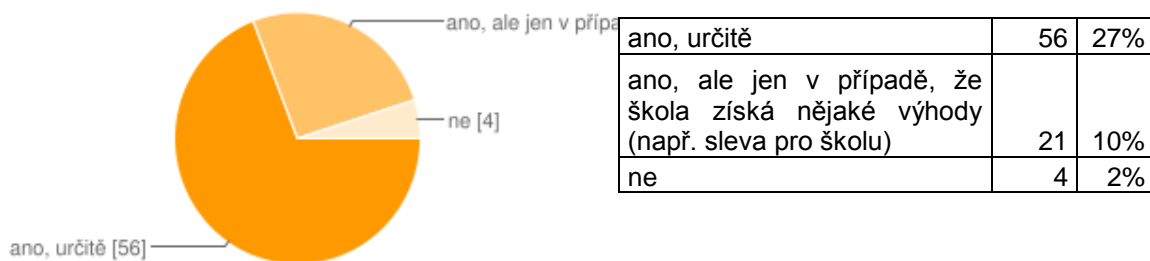 ano, ale jen v přípa
ne [4]
ano, určitě [56]
ano, určitě 56 27%
ano, ale jen v případě, že
škola získá nějaké výhody
(např. sleva pro školu) 21 10%
ne 4 2%